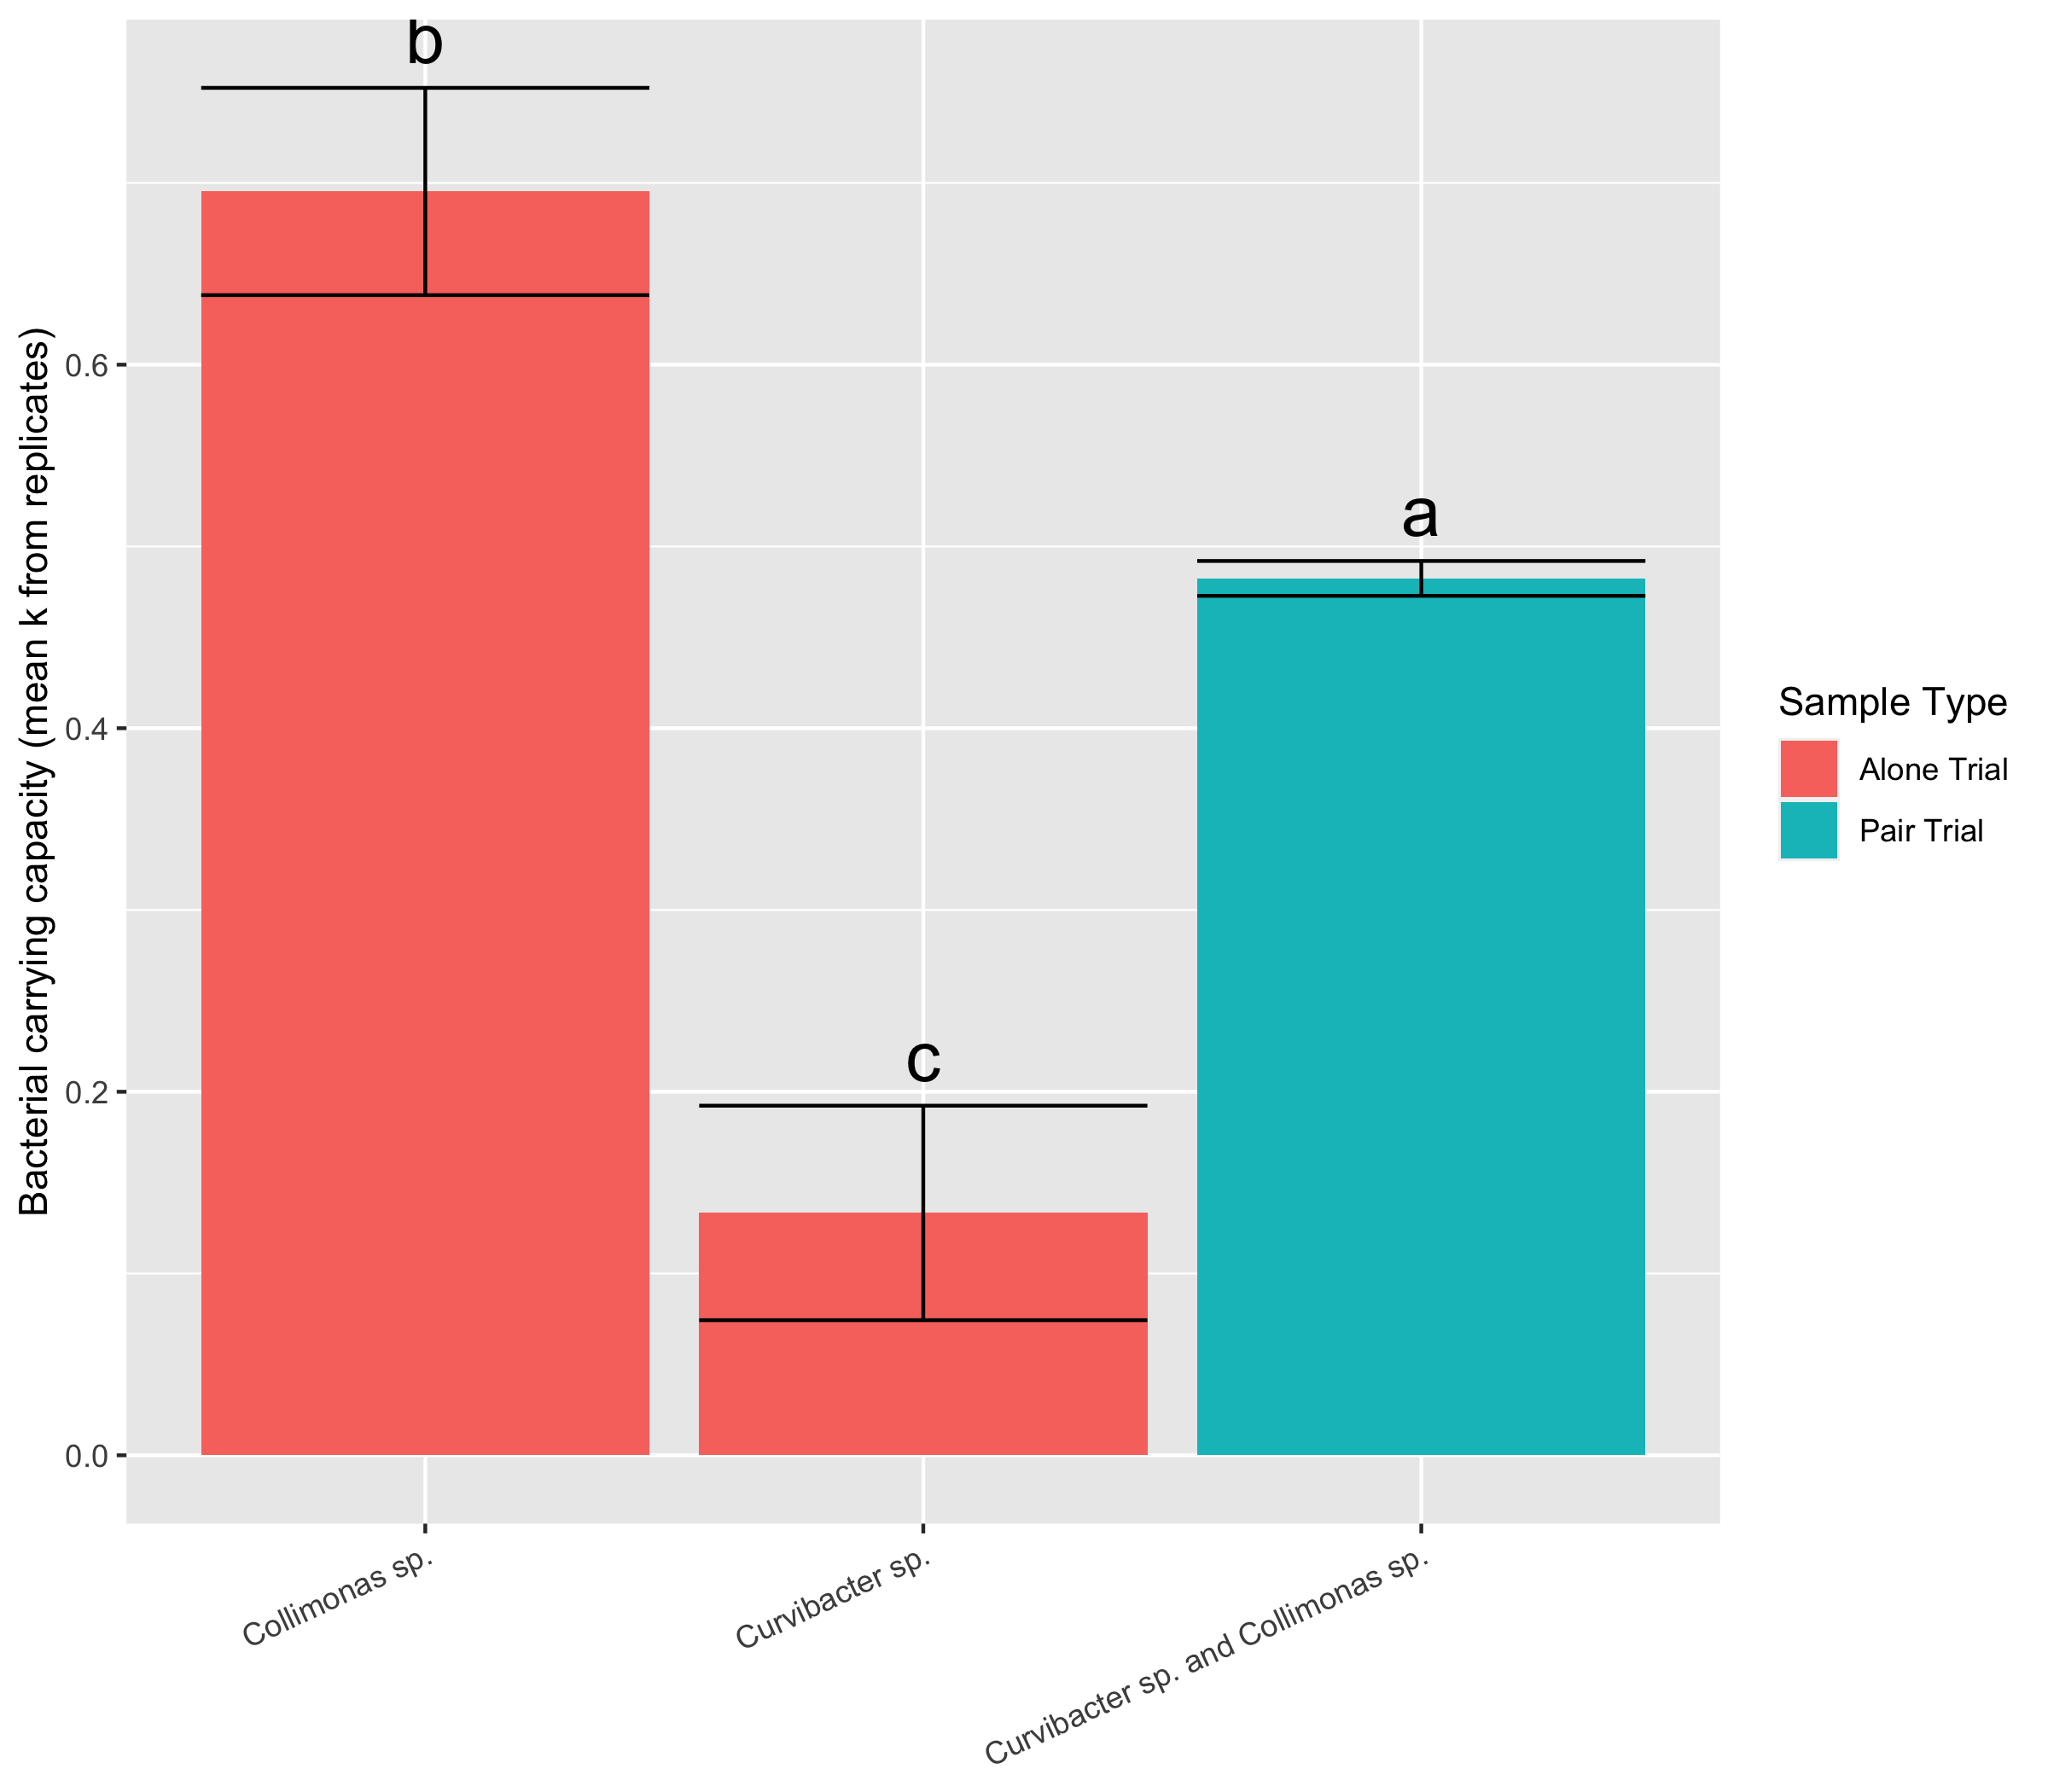 Bacterial carrying capacity (mean k from replicates)
0.6
0.4
0.2
0.0
b
c
a
Collimonas sp.
Curvibacter sp.
Curvibacter sp. and Collimonas sp.
Sample Type
Alone Trial
Pair Trial